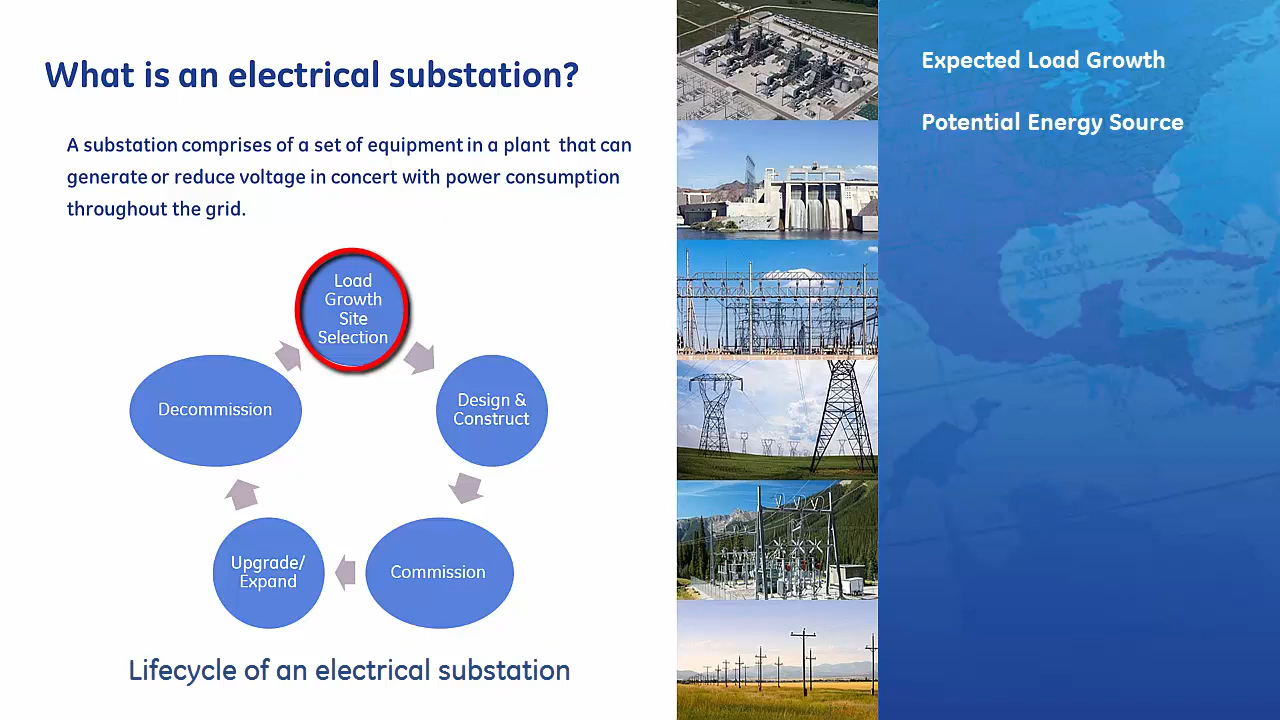 What is an electrical substation?
A substation comprises of a set of equipment in a plant that can
generate or reduce voltage in concert with power consumption
throughout the grid.
Load
Growth
Site
Selection
Design &
Construct
Commission
Upgrade/
Expand
Decommission
Lifecycle of an electrical substation
Expected Load Growth
Potential Energy Source